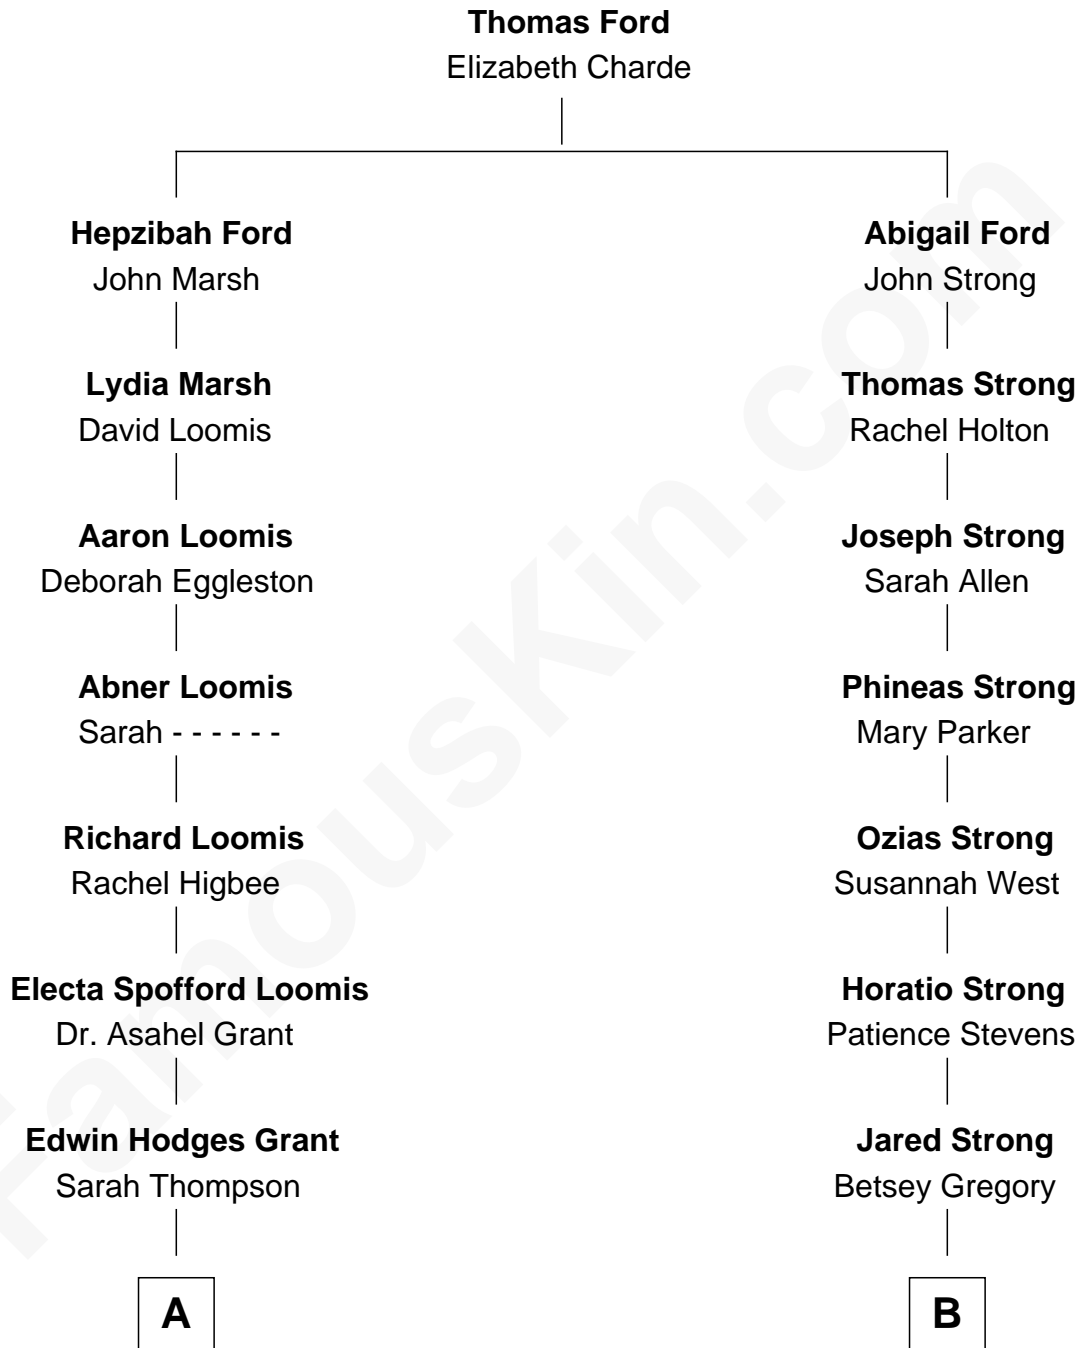 Thomas Ford
Elizabeth Charde
Hepzibah Ford
John Marsh
Abigail Ford
John Strong
Lydia Marsh
David Loomis
Thomas Strong
Rachel Holton
Aaron Loomis
Deborah Eggleston
Joseph Strong
Sarah Allen
Abner Loomis
Sarah - - - - - -
Phineas Strong
Mary Parker
Richard Loomis
Rachel Higbee
Ozias Strong
Susannah West
Electa Spofford Loomis
Dr. Asahel Grant
Horatio Strong
Patience Stevens
Edwin Hodges Grant
Sarah Thompson
Jared Strong
Betsey Gregory
A
B
FamousKin.com